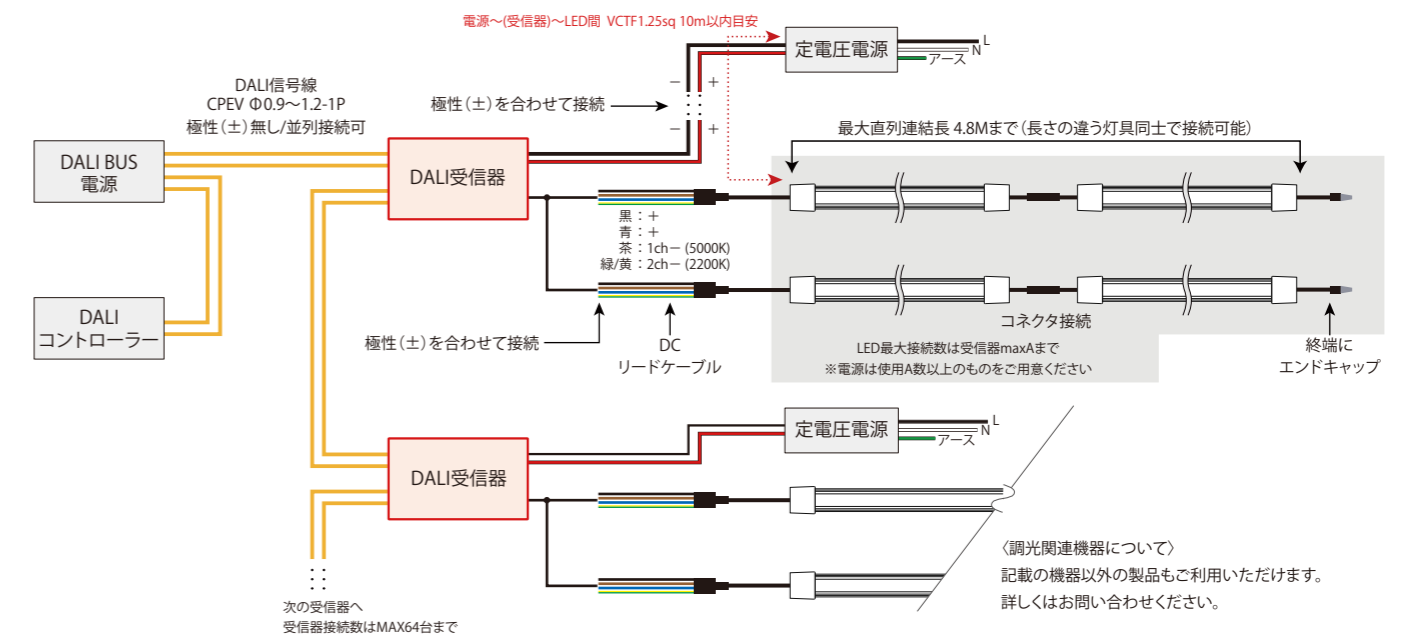 電源～(受信器)～LED間 VCTF1.25sq 10m以内目安
定電圧電源
L
N
アース
DALI信号線
CPEV Φ0.9～1.2-1P
極性(±)無し/並列接続可
極性(±)を合わせて接続
－
＋
－
＋
最大直列連結長 4.8Mまで(長さの違う灯具同士で接続可能)
DALI BUS
電源
DALI受信器
黒：＋
青：＋
茶：1ch－ (5000K)
緑/黄：2ch－ (2200K)
DALI
コントローラー
極性(±)を合わせて接続
DC
リードケーブル
コネクタ接続
LED最大接続数は受信器maxAまで
※電源は使用A数以上のものをご用意ください
終端に
エンドキャップ
定電圧電源
L
N
アース
DALI受信器
次の受信器へ
受信器接続数はMAX64台まで
〈調光関連機器について〉
記載の機器以外の製品もご利用いただけます。
詳しくはお問い合わせください。